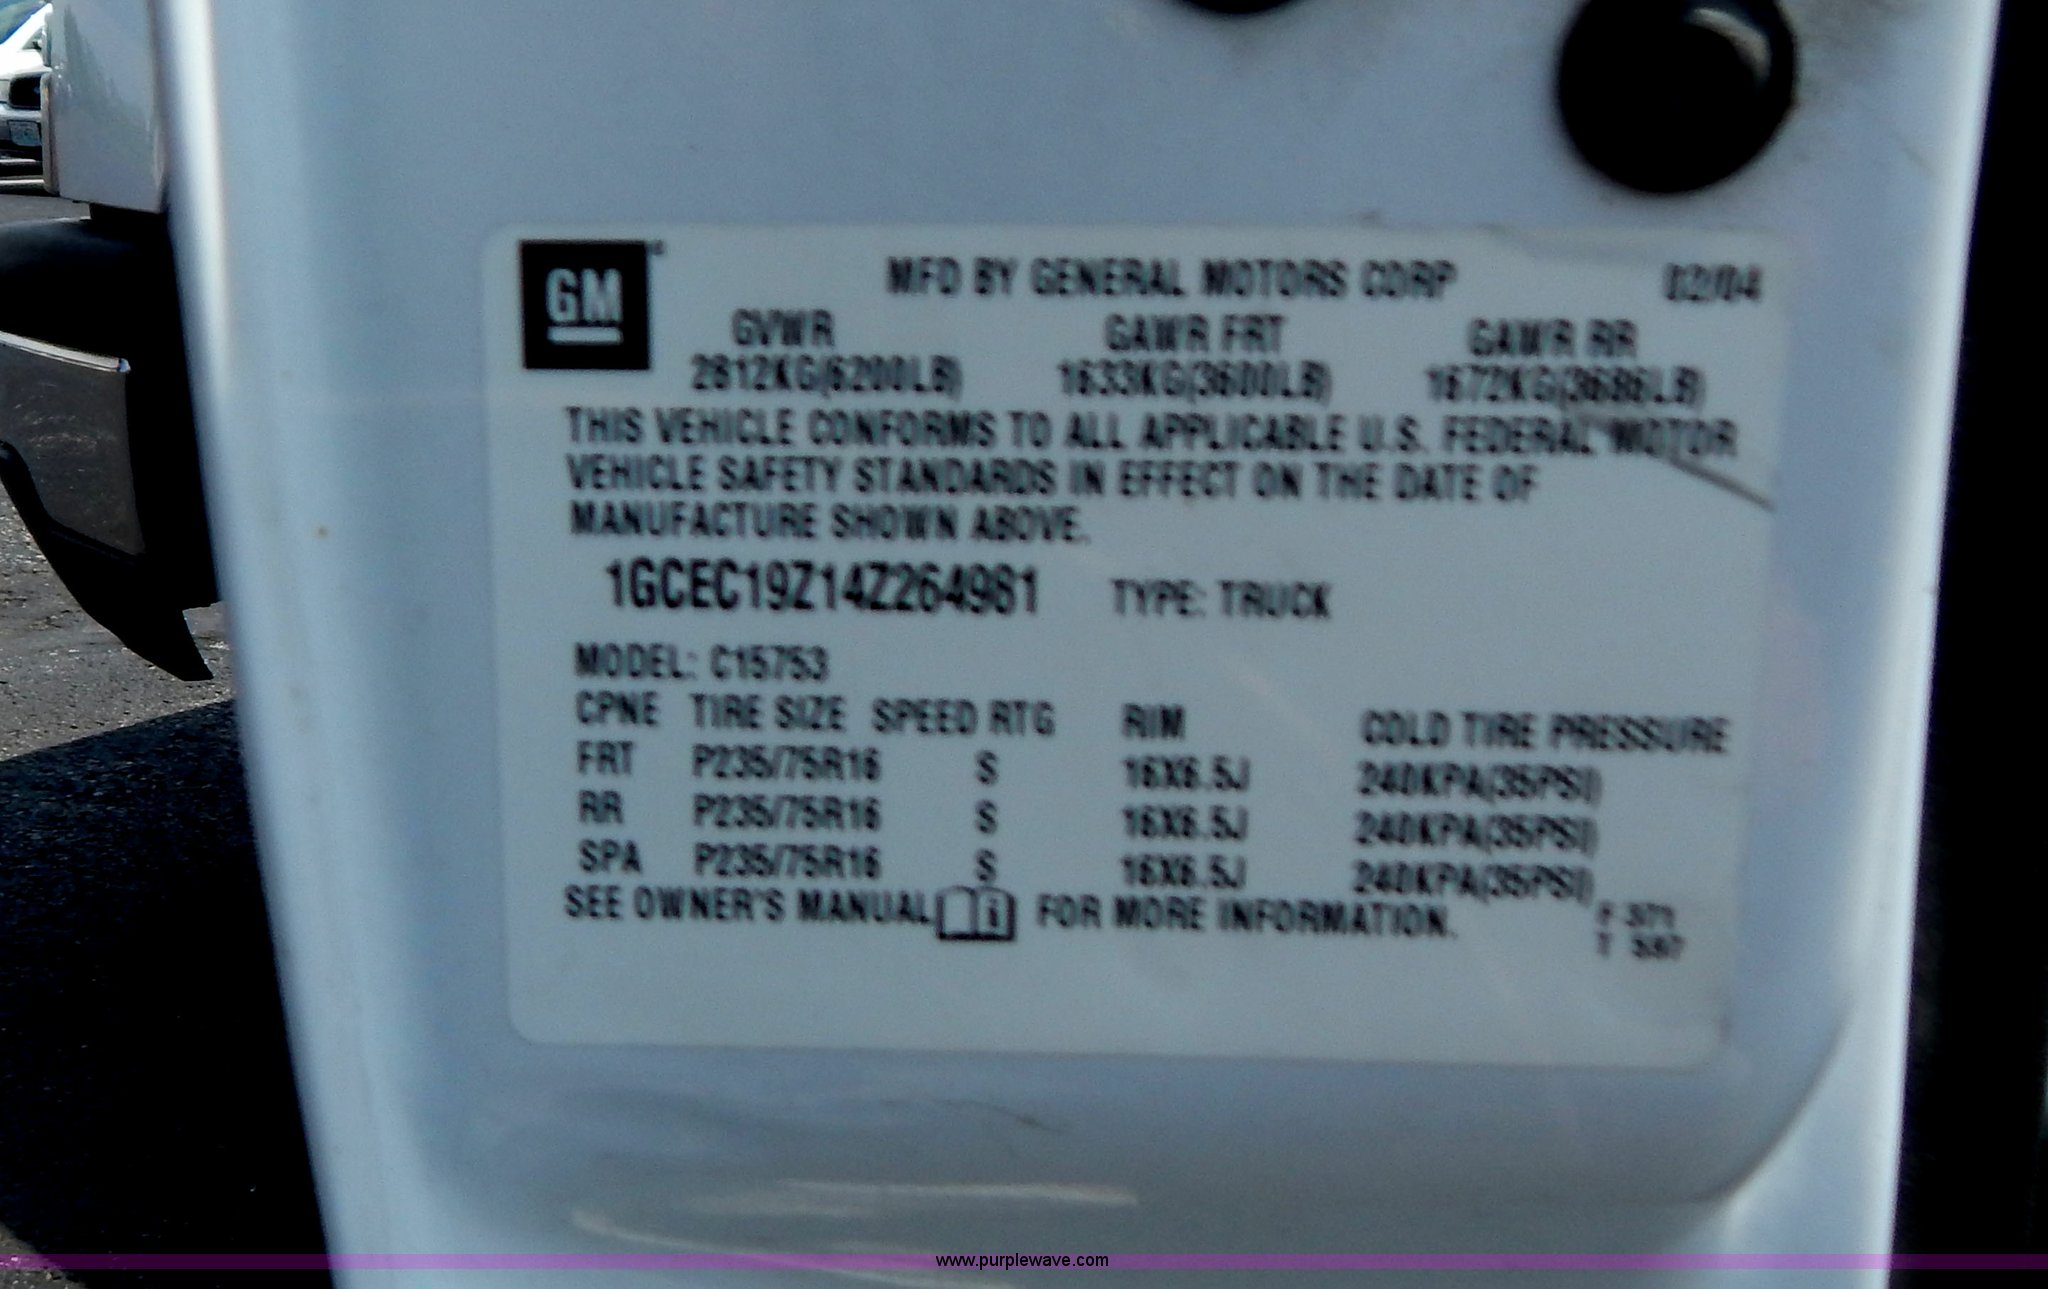 GM
MFD BY GENERAL MOTORS CORP 02/04
GVWR GAWR FRT GAWR RR
2812KG(6200LB) 1633KG(3600LB) 1672KG(3686LB)
THIS VEHICLE CONFORMS TO ALL APPLICABLE U.S. FEDERAL MOTOR
VEHICLE SAFETY STANDARDS IN EFFECT ON THE DATE OF
MANUFACTURE SHOWN ABOVE.
1GCEC19Z14Z264981 TYPE: TRUCK
MODEL: C15753
CPNE TIRE SIZE SPEED RTG RIM COLD TIRE PRESSURE
FRT P235/75R16 S 16X6.5J 240KPA(35PSI)
RR P235/75R16 S 16X6.5J 240KPA(35PSI)
SPA P235/75R16 S 16X6.5J 240KPA(35PSI)
SEE OWNER'S MANUAL FOR MORE INFORMATION.
www.purplewave.com